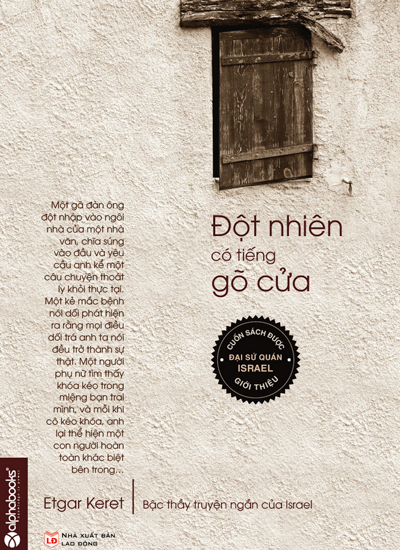 Một gã đàn ông
đột nhập vào ngôi
nhà của một nhà
văn, chĩa súng
vào đầu và yêu
cầu anh kể một
câu chuyện thoát
ly khỏi thực tại.
Một kẻ mắc bệnh
nói dối phát hiện
ra rằng mọi điều
dối trá anh ta nói
đều trở thành sự
thật. Một người
phụ nữ tìm thấy
khóa kéo trong
miệng bạn trai
mình, và mỗi khi
cô kéo khóa, anh
lại thể hiện một
con người hoàn
toàn khác biệt
bên trong...
Đột nhiên
có tiếng
gõ cửa
CUỐN SÁCH ĐƯỢC
ĐẠI SỨ QUÁN
ISRAEL
GIỚI THIỆU
Etgar Keret
Bậc thầy truyện ngắn của Israel
alphabooks
LĐ
NHÀ XUẤT BẢN
LAO ĐỘNG